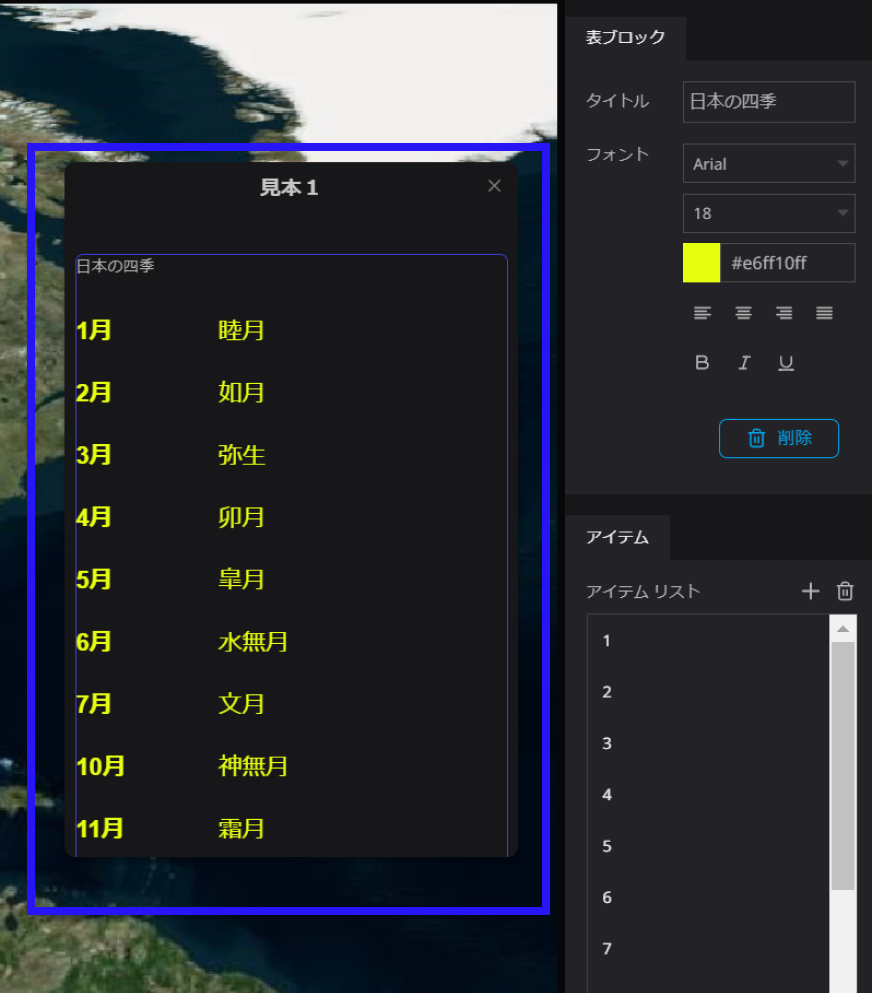 見本１
日本の四季
1月 睦月
2月 如月
3月 弥生
4月 卯月
5月 皐月
6月 水無月
7月 文月
10月 神無月
11月 霜月
表ブロック
タイトル 日本の四季
フォント Arial
18
#e6ff10ff
B I U
削除
アイテム
アイテム リスト
1
2
3
4
5
6
7